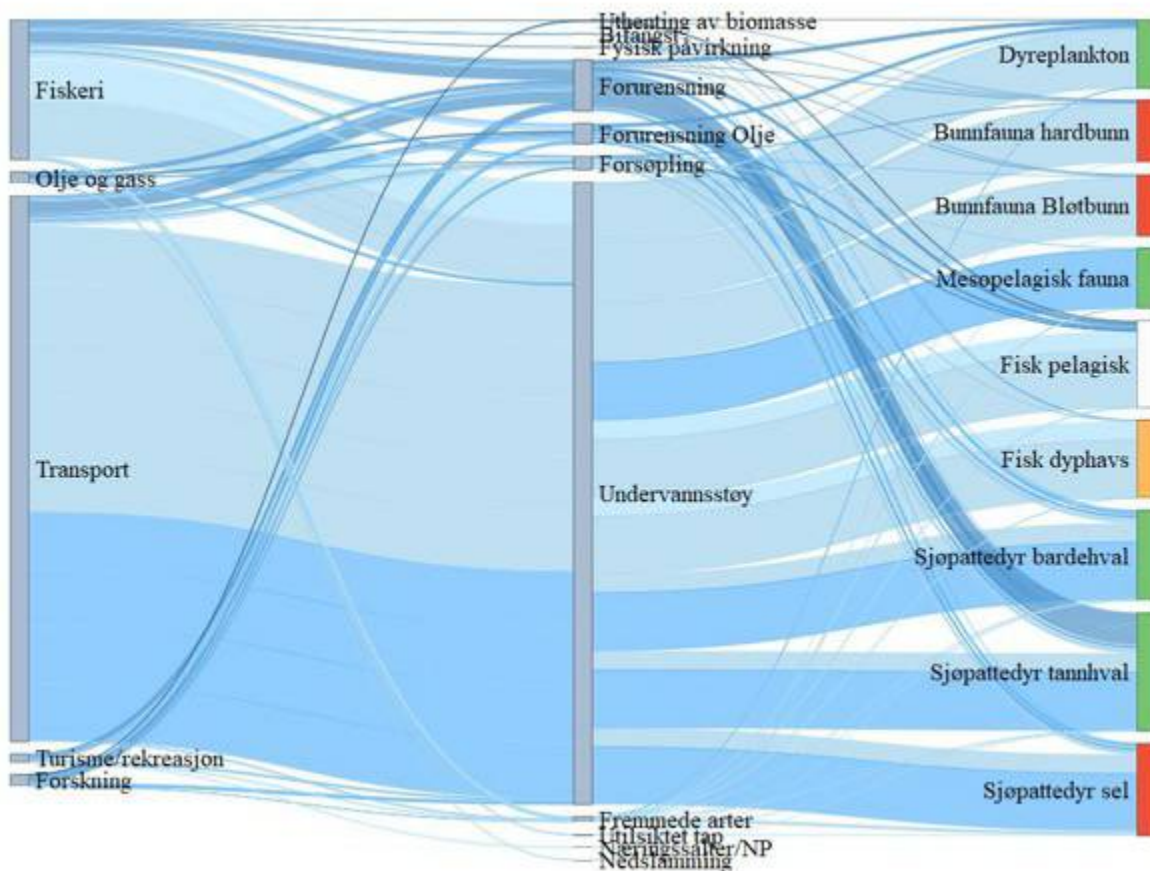 Fiskeri
Olje og gass
Transport
Turisme/rekreasjon
Forskning
Uthenting av biomasse
Bifangst
Fysisk påvirkning
Forurensning
Forurensning Olje
Forsøpling
Undervannsstøy
Fremmede arter
Utilsiktet tap
Næringssalter/NP
Nedslamming
Dyreplankton
Bunnfauna hardbunn
Bunnfauna Bløtbunn
Mesopelagisk fauna
Fisk pelagisk
Fisk dyphavs
Sjøpattedyr bardehval
Sjøpattedyr tannhval
Sjøpattedyr sel